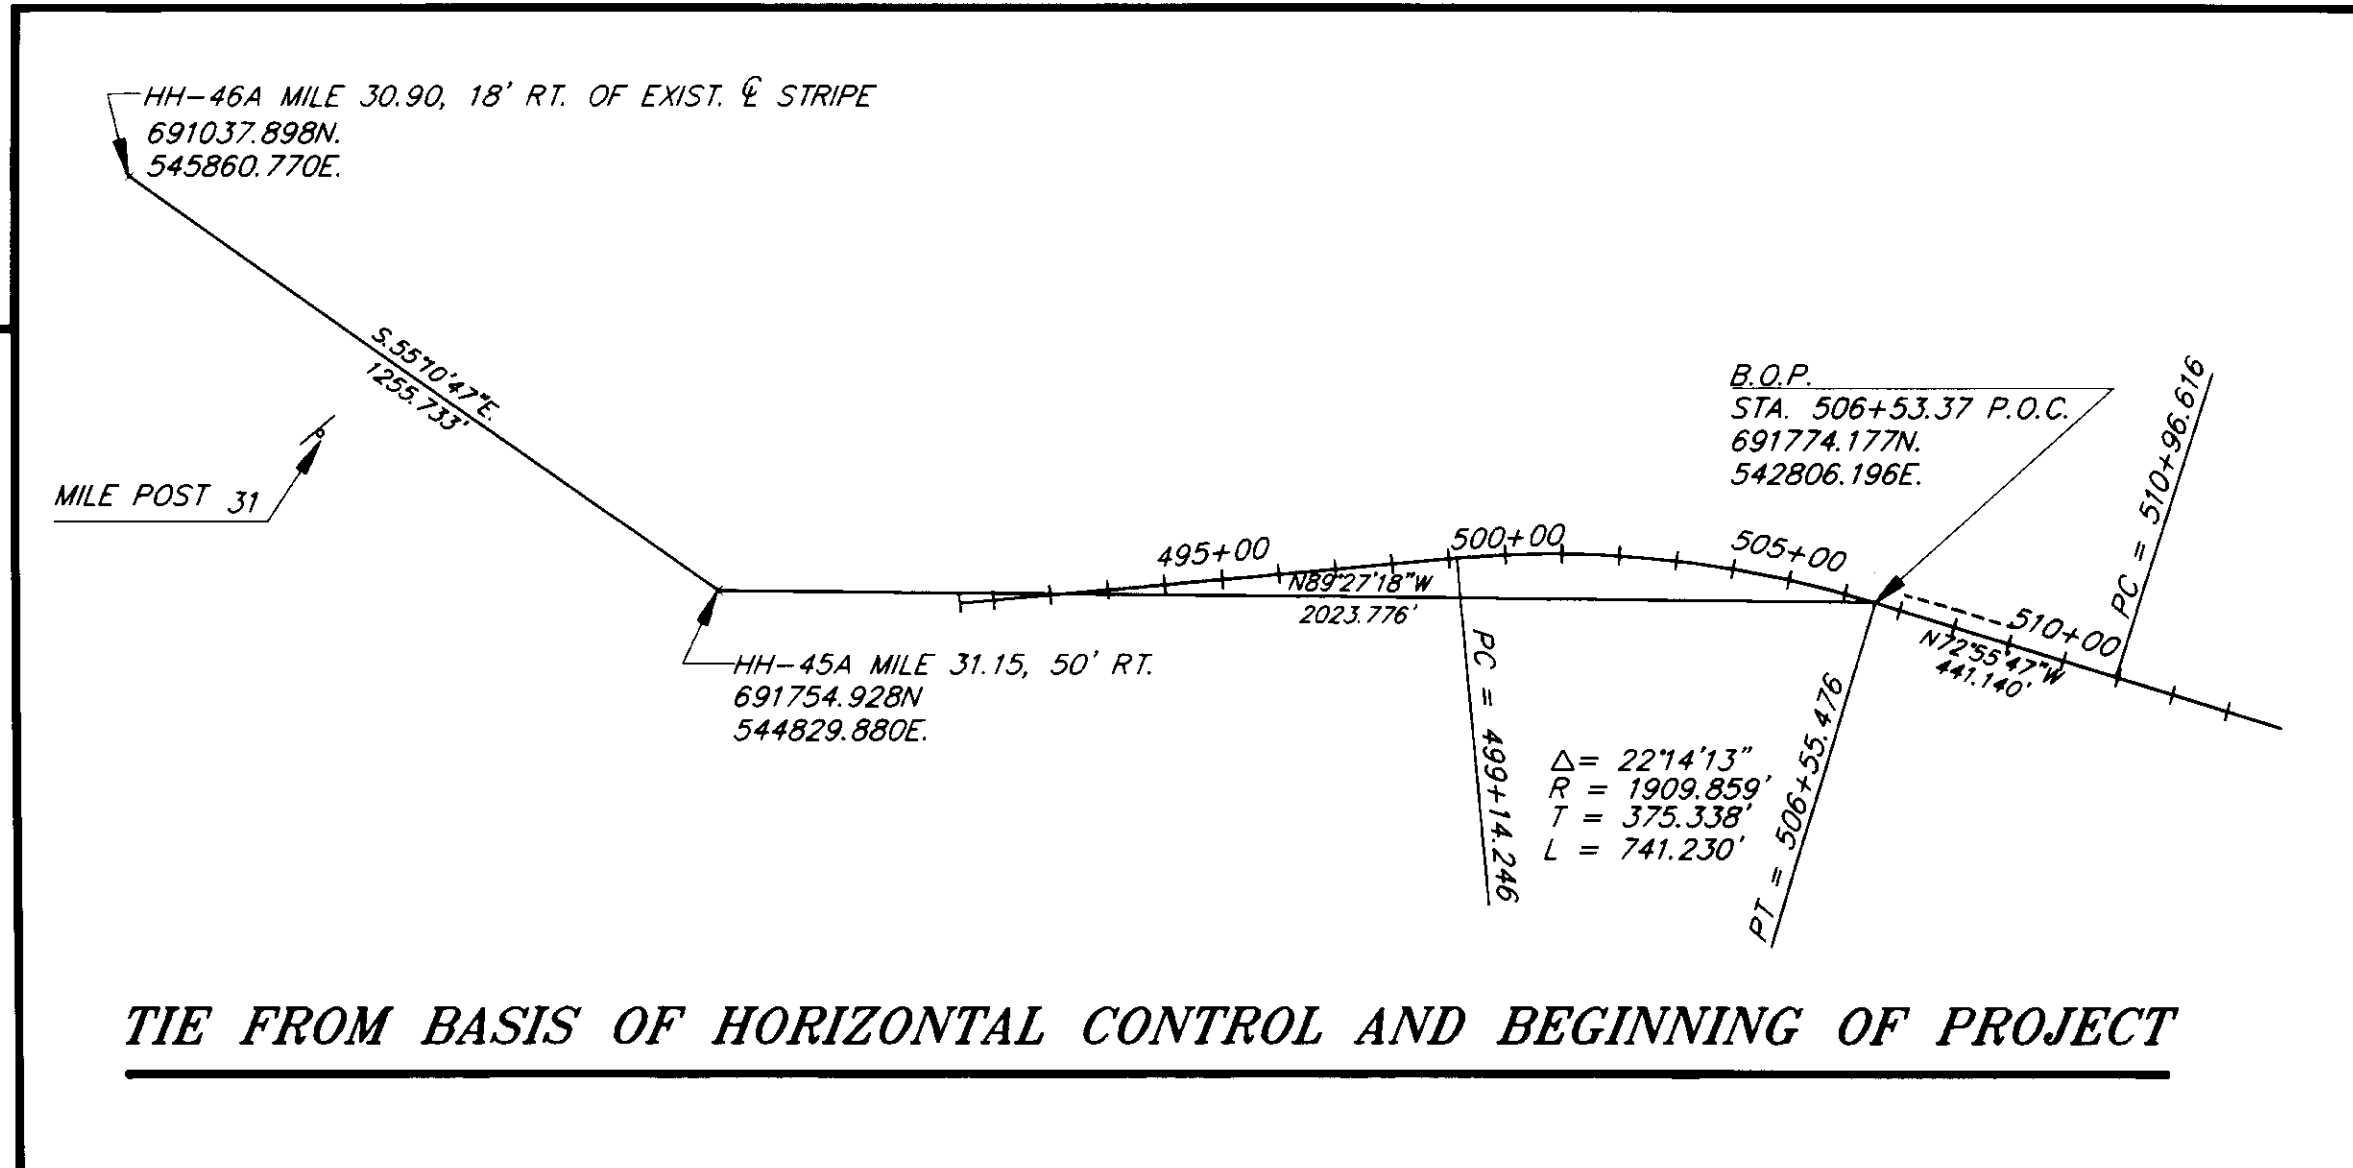 HH-46A MILE 30.90, 18' RT. OF EXIST. ℄ STRIPE
691037.898N.
545860.770E.
S.55°10'47"E.
1255.733'
MILE POST 31
B.O.P.
STA. 506+53.37 P.O.C.
691774.177N.
542806.196E.
PC = 510+96.616
495+00
500+00
505+00
510+00
N89°27'18"W
2023.776'
N72°55'47"W
441.140'
HH-45A MILE 31.15, 50' RT.
691754.928N
544829.880E.
PC = 499+14.246
Δ= 22°14'13"
R = 1909.859'
T = 375.338'
L = 741.230'
PT = 506+55.476
TIE FROM BASIS OF HORIZONTAL CONTROL AND BEGINNING OF PROJECT